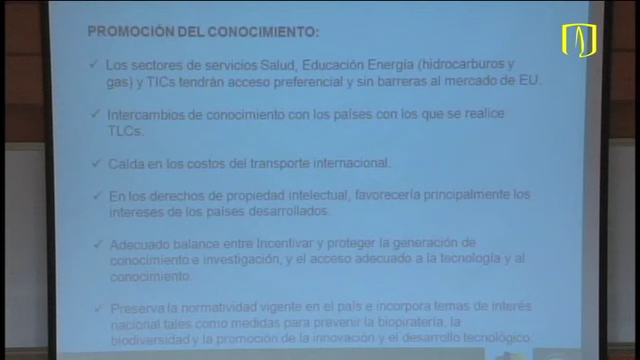 PROMOCIÓN DEL CONOCIMIENTO:
✓ Los sectores de servicios Salud, Educación Energía (hidrocarburos y
gas) y TICs tendrán acceso preferencial y sin barreras al mercado de EU.
✓ Intercambios de conocimiento con los países con los que se realice
TLCs.
✓ Caída en los costos del transporte internacional.
✓ En los derechos de propiedad intelectual, favorecería principalmente los
intereses de los países desarrollados.
✓ Adecuado balance entre Incentivar y proteger la generación de
conocimiento e investigación, y el acceso adecuado a la tecnología y al
conocimiento.
✓ Preserva la normatividad vigente en el país e incorpora temas de interés
nacional tales como medidas para prevenir la biopiratería, la
biodiversidad y la promoción de la innovación y el desarrollo tecnológico.